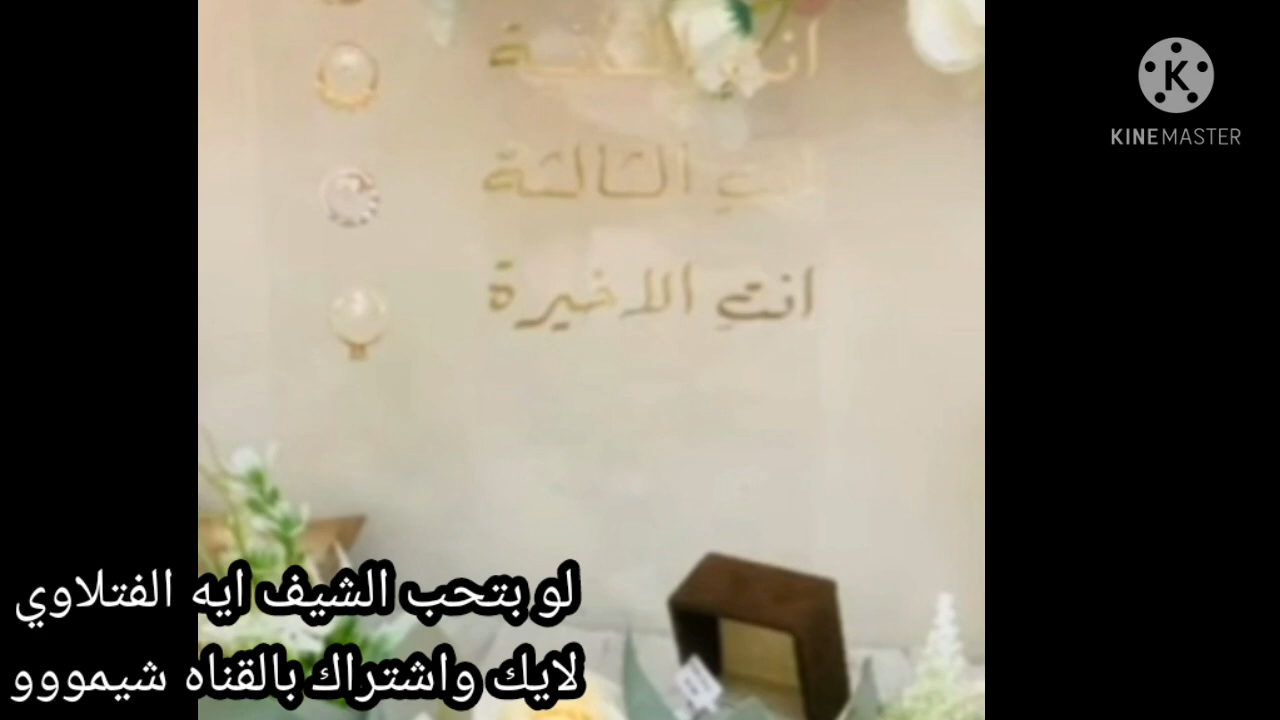 انتِ الثالثة
انتِ الاخيرة
لو بتحب الشيف ايه الفتلاوي
لايك واشتراك بالقناه شيمووو
KINEMASTER